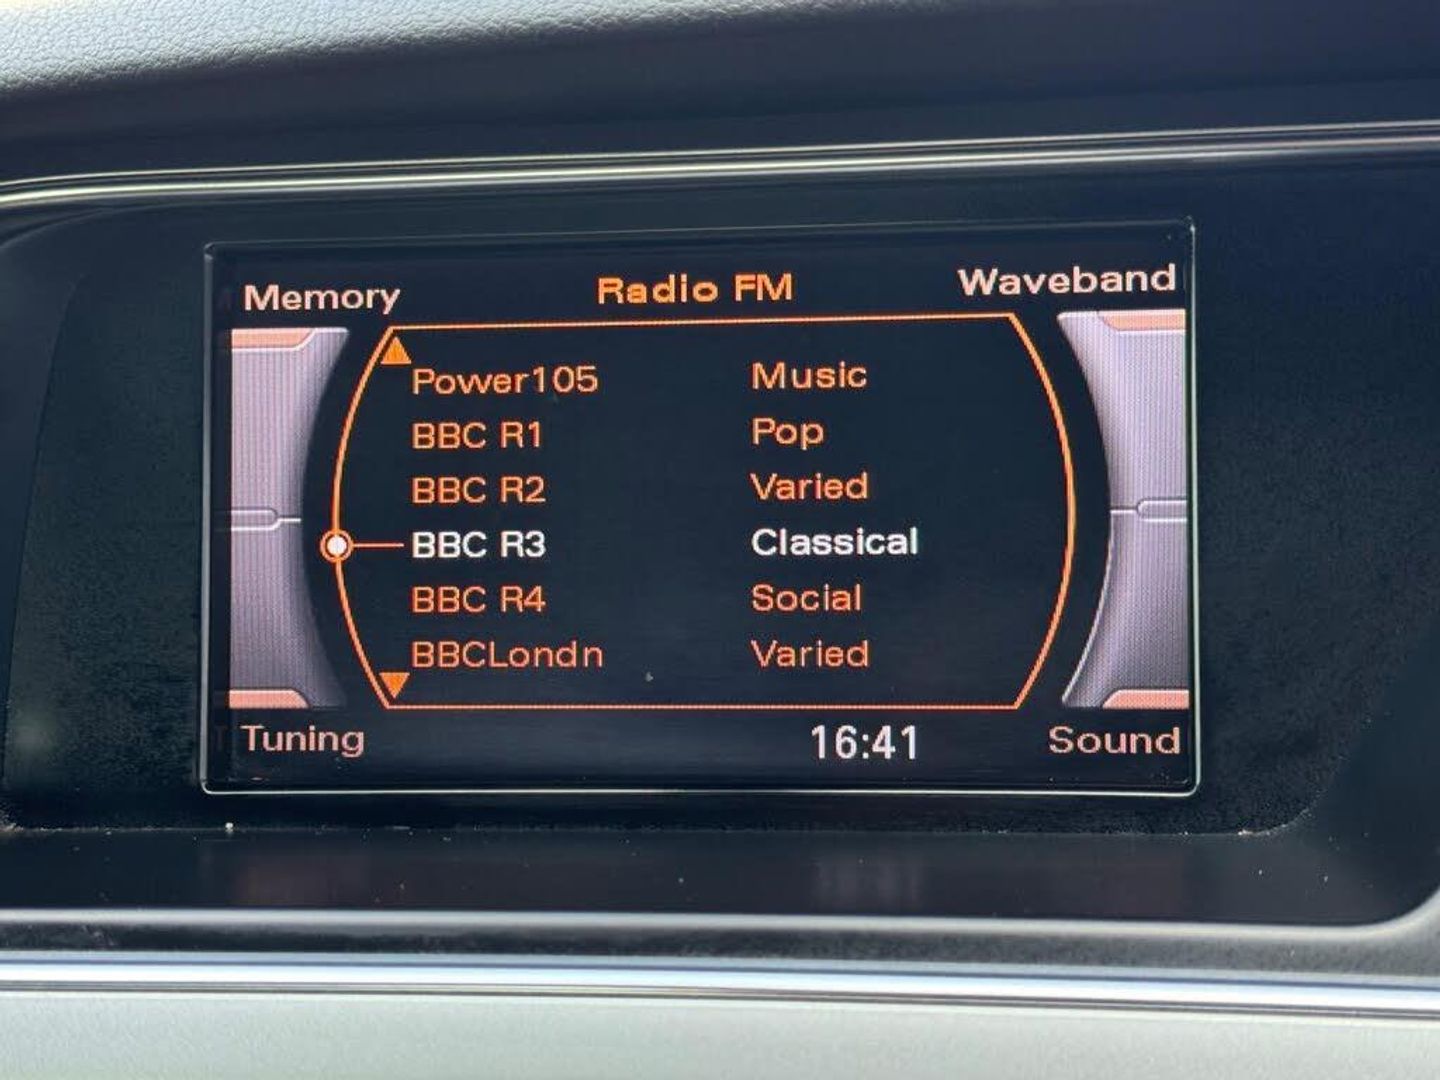 Memory Radio FM Waveband
Power105 Music
BBC R1 Pop
BBC R2 Varied
BBC R3 Classical
BBC R4 Social
BBCLondn Varied
Tuning 16:41 Sound